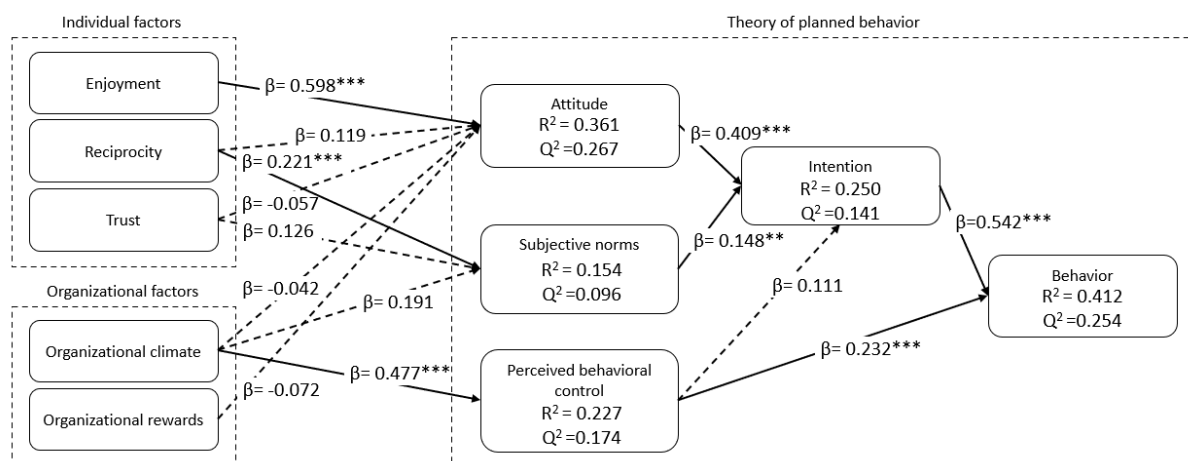 Individual factors
Theory of planned behavior
Enjoyment
Reciprocity
Trust
Organizational factors
Organizational climate
Organizational rewards
β= 0.598***
β= 0.119
β= 0.221***
β= -0.057
β= 0.126
β= -0.042
β= 0.191
β= 0.477***
β= -0.072
Attitude
R² = 0.361
Q² =0.267
Subjective norms
R² = 0.154
Q² =0.096
Perceived behavioral
control
R² = 0.227
Q² =0.174
β= 0.409***
β= 0.148**
β= 0.111
Intention
R² = 0.250
Q² =0.141
β=0.542***
β= 0.232***
Behavior
R² = 0.412
Q² =0.254